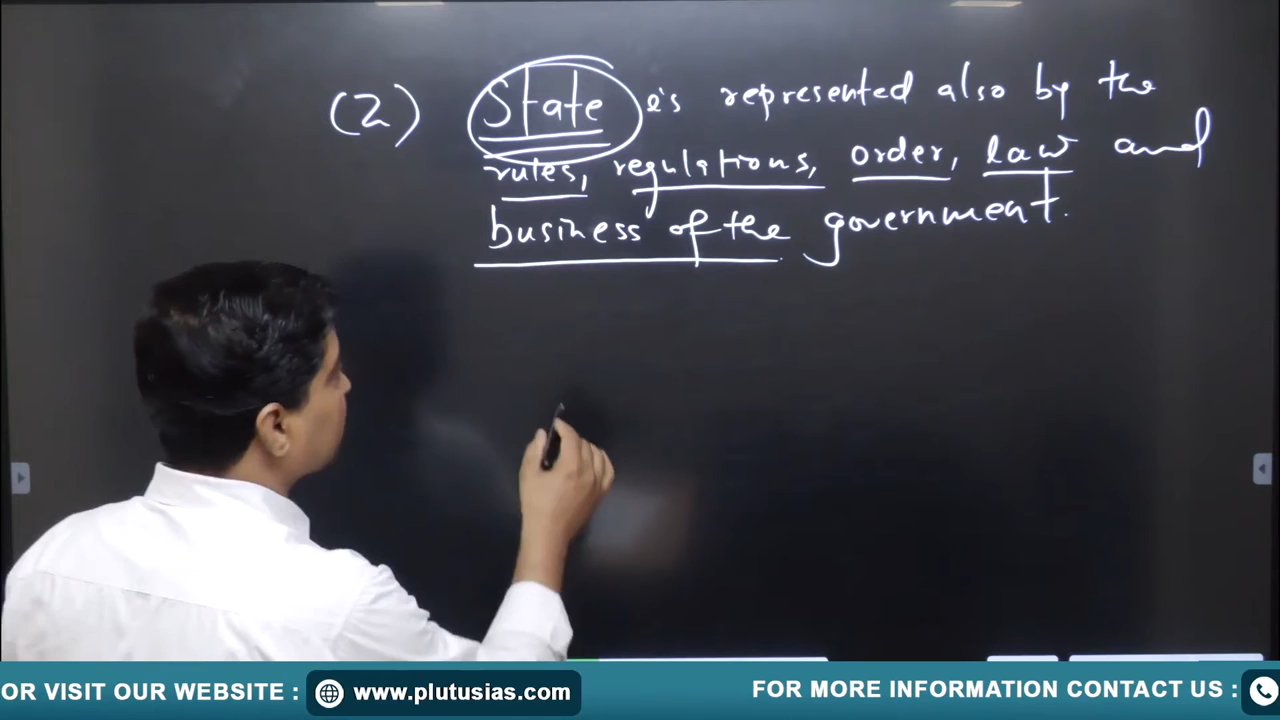 (2) State is represented also by the
rules, regulations, order, law and
business of the government.
OR VISIT OUR WEBSITE : www.plutusias.com FOR MORE INFORMATION CONTACT US :